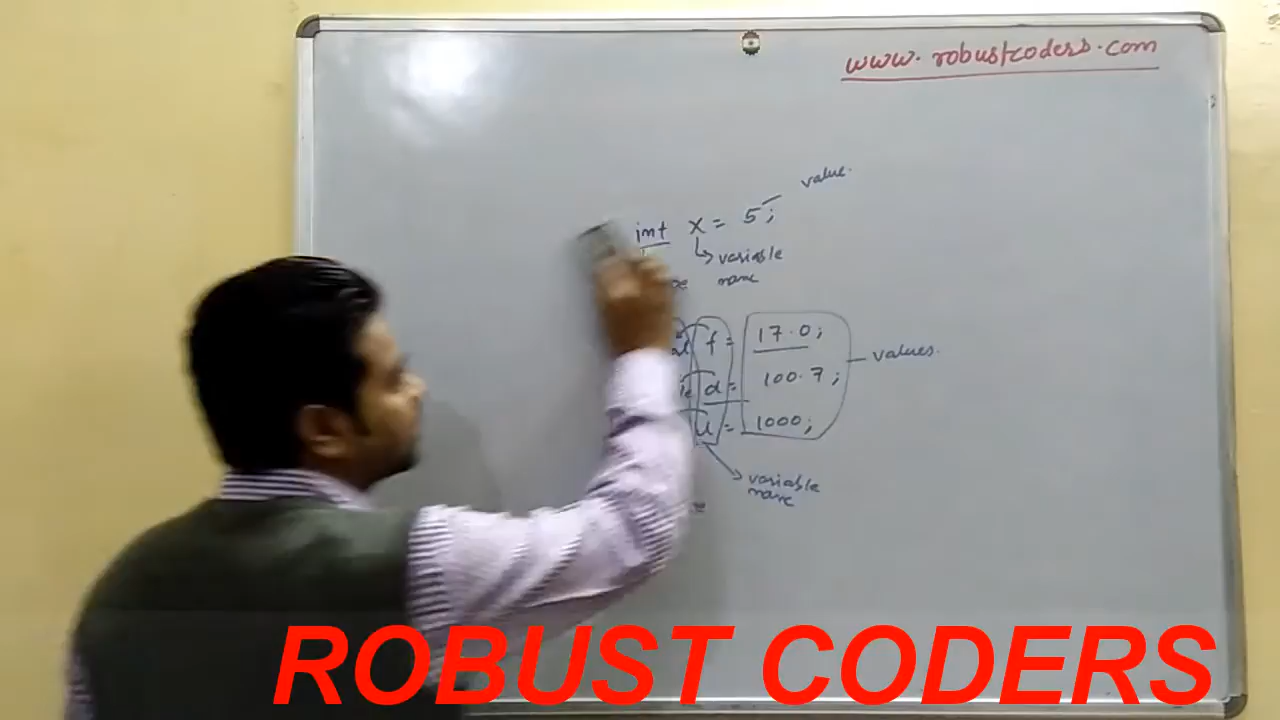 www.robustcoders.com
value.
int x = 5;
variable
name
f = 17.0;
d = 100.7;
values.
= 1000;
variable
name
ROBUST CODERS